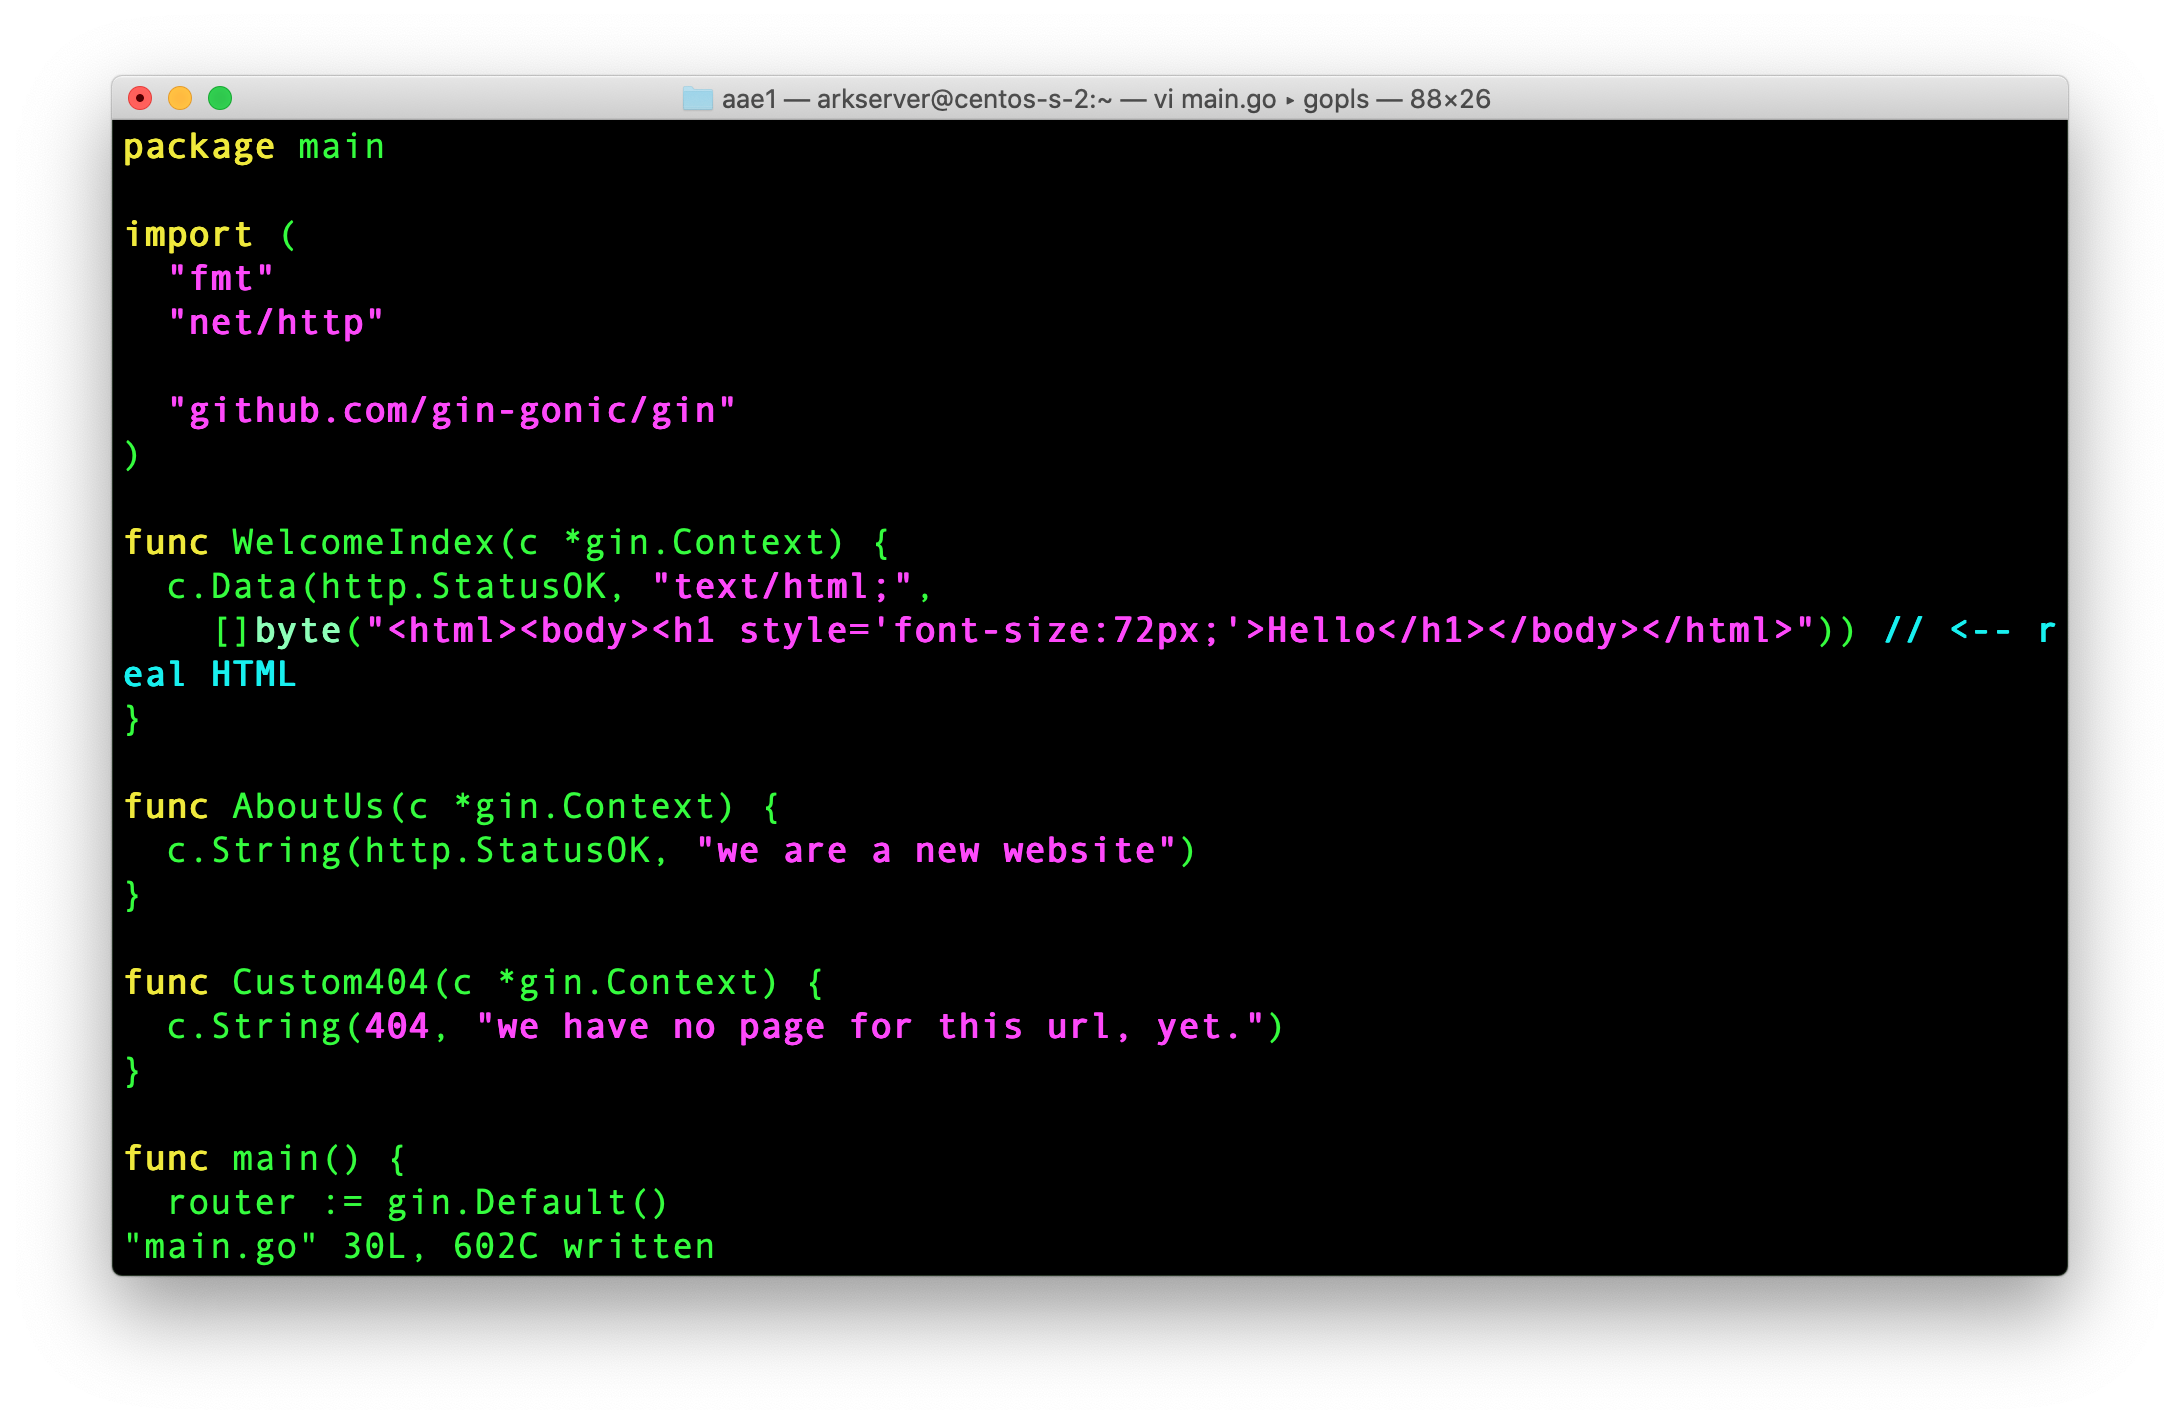 aae1 — arkserver@centos-s-2:~ — vi main.go ▸ gopls — 88×26
package main
import (
  "fmt"
  "net/http"
  "github.com/gin-gonic/gin"
)
func WelcomeIndex(c *gin.Context) {
  c.Data(http.StatusOK, "text/html;",
    []byte("<html><body><h1 style='font-size:72px;'>Hello</h1></body></html>")) // <-- r
eal HTML
}
func AboutUs(c *gin.Context) {
  c.String(http.StatusOK, "we are a new website")
}
func Custom404(c *gin.Context) {
  c.String(404, "we have no page for this url, yet.")
}
func main() {
  router := gin.Default()
"main.go" 30L, 602C written